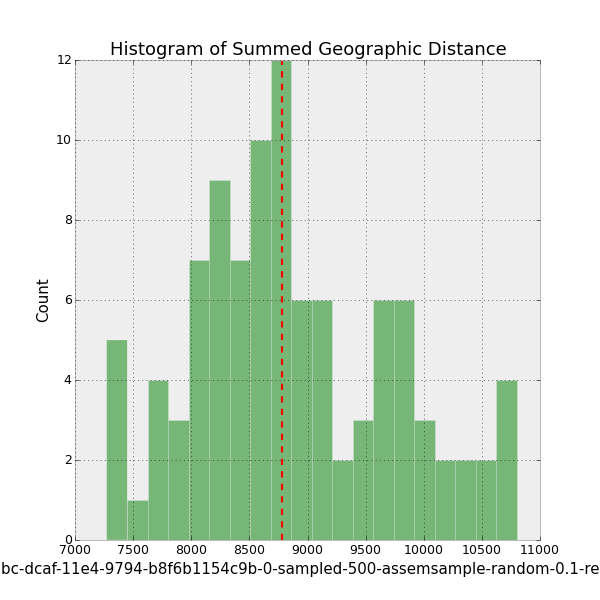 Histogram of Summed Geographic Distance
12
10
8
6
4
2
0
Count
7000 7500 8000 8500 9000 9500 10000 10500 11000
bc-dcaf-11e4-9794-b8f6b1154c9b-0-sampled-500-assemsample-random-0.1-re